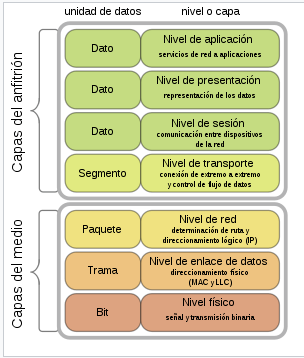 unidad de datos nivel o capa
Capas del anfitrión
Dato
Nivel de aplicación
servicios de red a aplicaciones
Dato
Nivel de presentación
representación de los datos
Dato
Nivel de sesión
comunicación entre dispositivos
de la red
Segmento
Nivel de transporte
conexión de extremo a extremo
y control de flujo de datos
Capas del medio
Paquete
Nivel de red
determinación de ruta y
direccionamiento lógico (IP)
Trama
Nivel de enlace de datos
direccionamiento físico
(MAC y LLC)
Bit
Nivel físico
señal y transmisión binaria